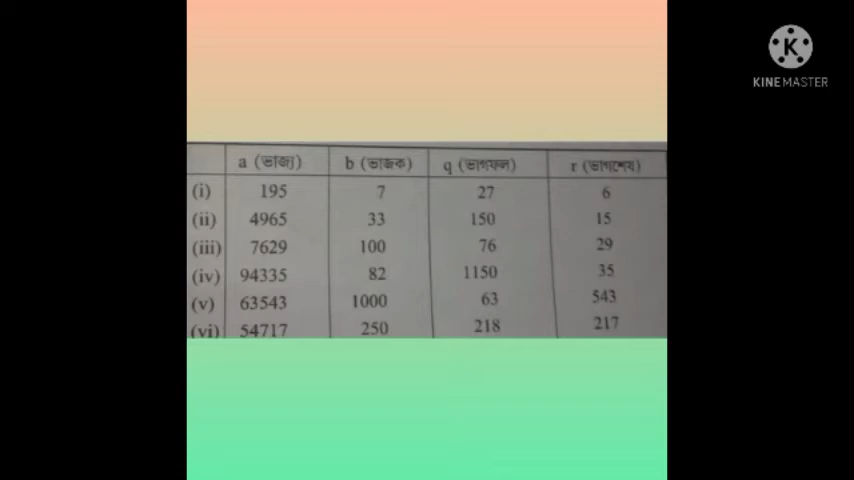 KINEMASTER
a (ভাজ্য) b (ভাজক) q (ভাগফল) r (ভাগশেষ)
(i) 195 7 27 6
(ii) 4965 33 150 15
(iii) 7629 100 76 29
(iv) 94335 82 1150 35
(v) 63543 1000 63 543
(vi) 54717 250 218 217